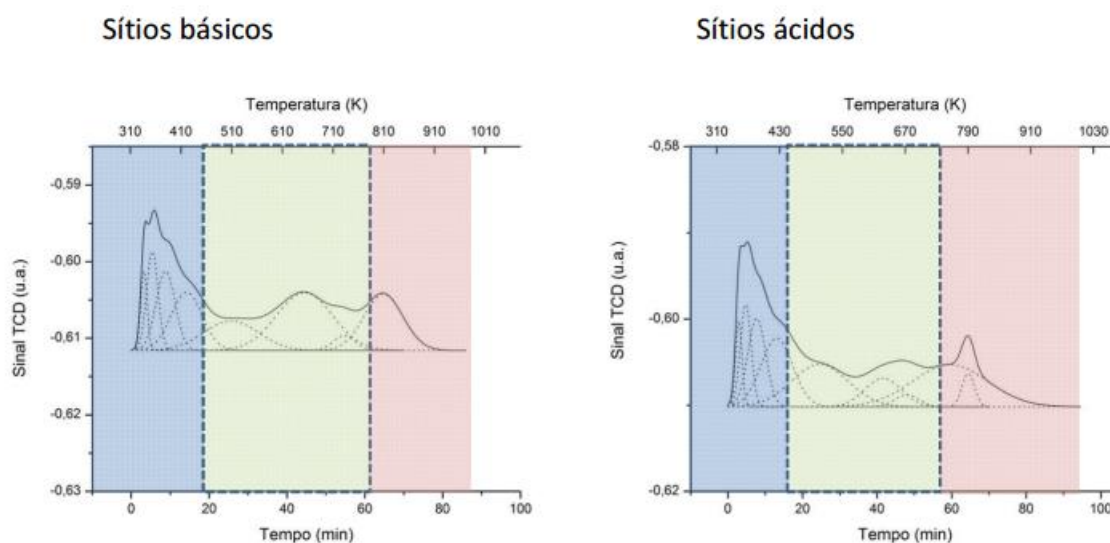 Sítios básicos
Sítios ácidos
Temperatura (K)
310 410 510 610 710 810 910 1010
-0,59
-0,60
-0,61
-0,62
-0,63
Sinal TCD (u.a.)
0 20 40 60 80 100
Tempo (min)
Temperatura (K)
310 430 550 670 790 910 1030
-0,58
-0,60
-0,62
Sinal TCD (u.a.)
0 20 40 60 80 100
Tempo (min)